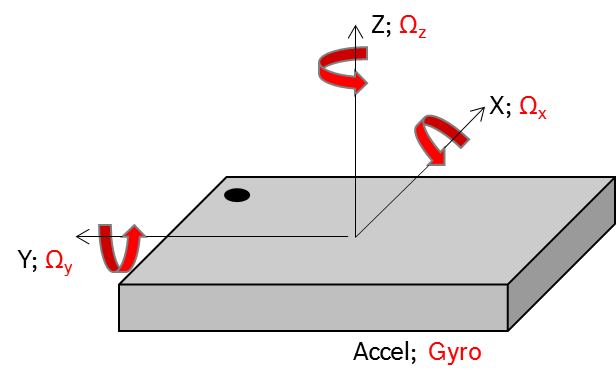 Z; Ωz
X; Ωx
Y; Ωy
Accel; Gyro